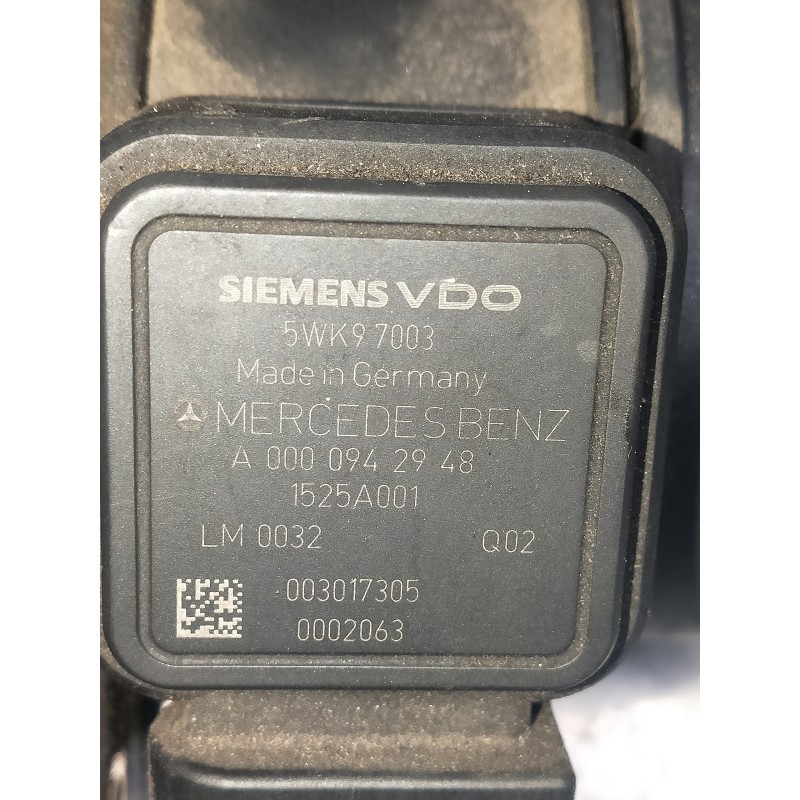 SIEMENS VDO
5WK9 7003
Made in Germany
MERCEDES BENZ
A 000 094 29 48
1525A001
LM 0032 Q02
003017305
0002063